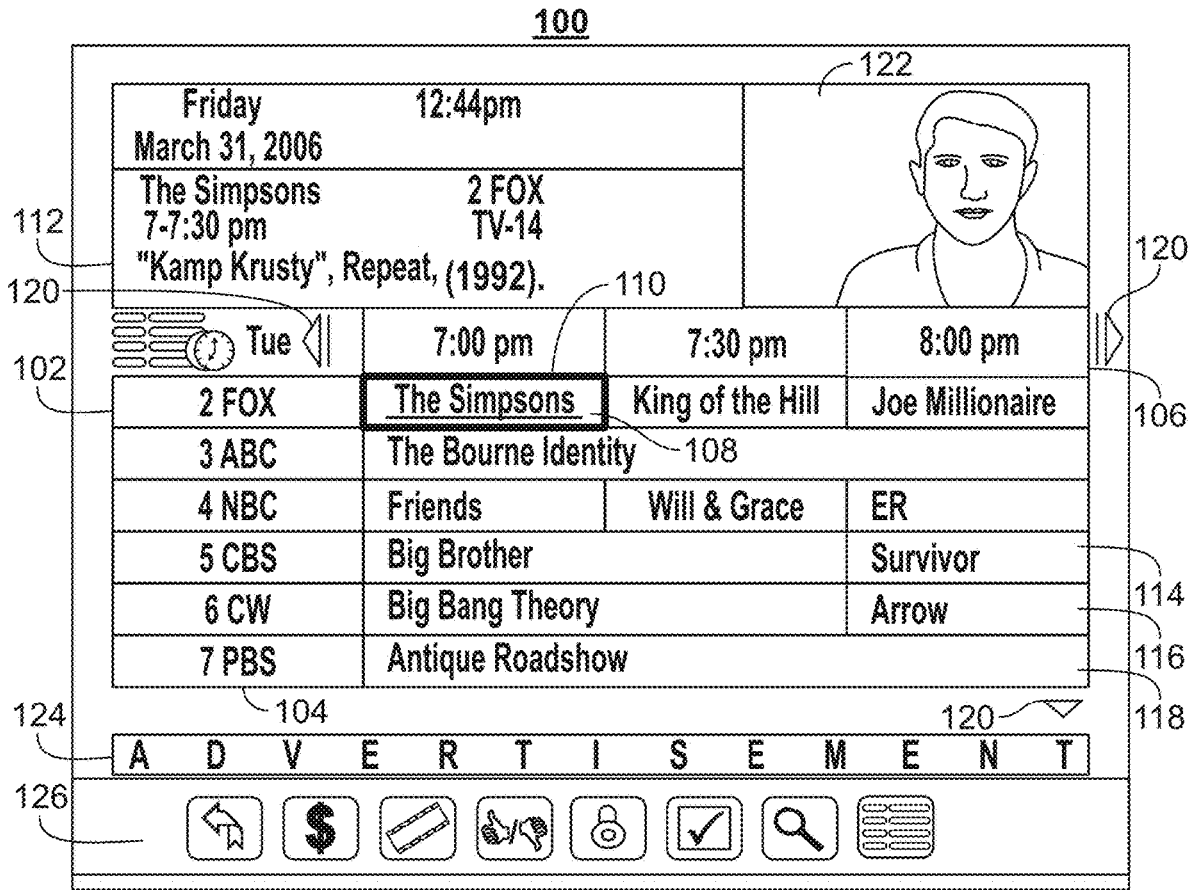 100
122
Friday 12:44pm
March 31, 2006
The Simpsons 2 FOX
112
7-7:30 pm TV-14
"Kamp Krusty", Repeat, (1992).
120
120
110
Tue 7:00 pm 7:30 pm 8:00 pm
102
2 FOX The Simpsons King of the Hill Joe Millionaire
106
3 ABC The Bourne Identity
108
4 NBC Friends Will & Grace ER
5 CBS Big Brother Survivor
114
6 CW Big Bang Theory Arrow
116
7 PBS Antique Roadshow
118
104
120
124
A D V E R T I S E M E N T
126
$ /